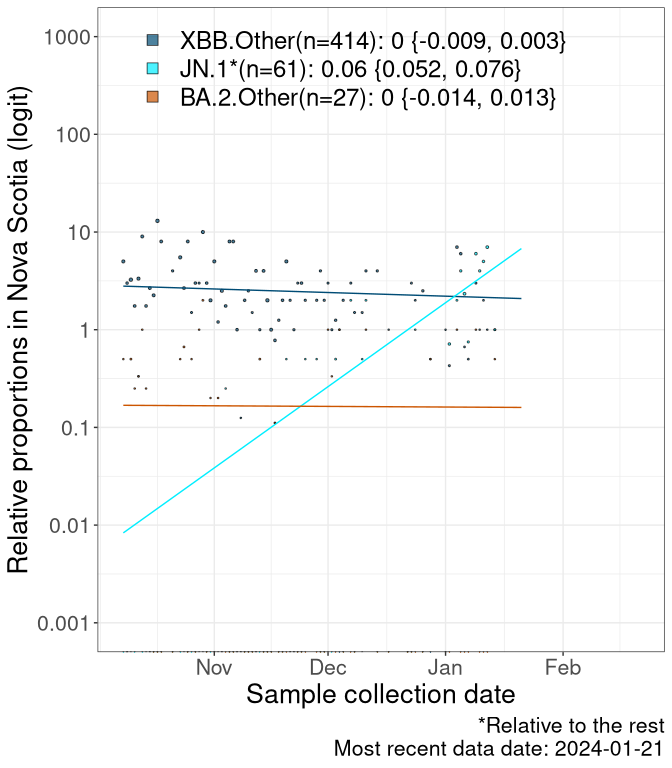 XBB.Other(n=414): 0 {-0.009, 0.003}
JN.1*(n=61): 0.06 {0.052, 0.076}
BA.2.Other(n=27): 0 {-0.014, 0.013}
Relative proportions in Nova Scotia (logit)
1000
100
10
1
0.1
0.01
0.001
Nov Dec Jan Feb
Sample collection date
*Relative to the rest
Most recent data date: 2024-01-21